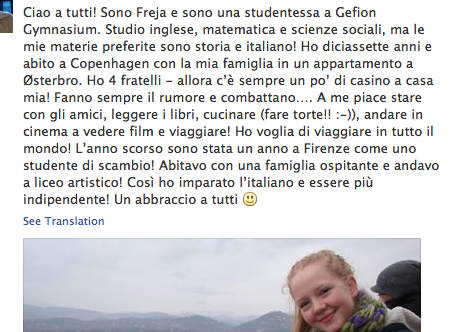 Ciao a tutti! Sono Freja e sono una studentessa a Gefion
Gymnasium. Studio inglese, matematica e scienze sociali, ma le
mie materie preferite sono storia e italiano! Ho diciassette anni e
abito a Copenhagen con la mia famiglia in un appartamento a
Østerbro. Ho 4 fratelli – allora c'è sempre un po' di casino a casa
mia! Fanno sempre il rumore e combattano.... A me piace stare
con gli amici, leggere i libri, cucinare (fare torte!! :-)), andare in
cinema a vedere film e viaggiare! Ho voglia di viaggiare in tutto il
mondo! L'anno scorso sono stata un anno a Firenze come uno
studente di scambio! Abitavo con una famiglia ospitante e andavo
a liceo artistico! Così ho imparato l'italiano e essere più
indipendente! Un abbraccio a tutti 🙂
See Translation